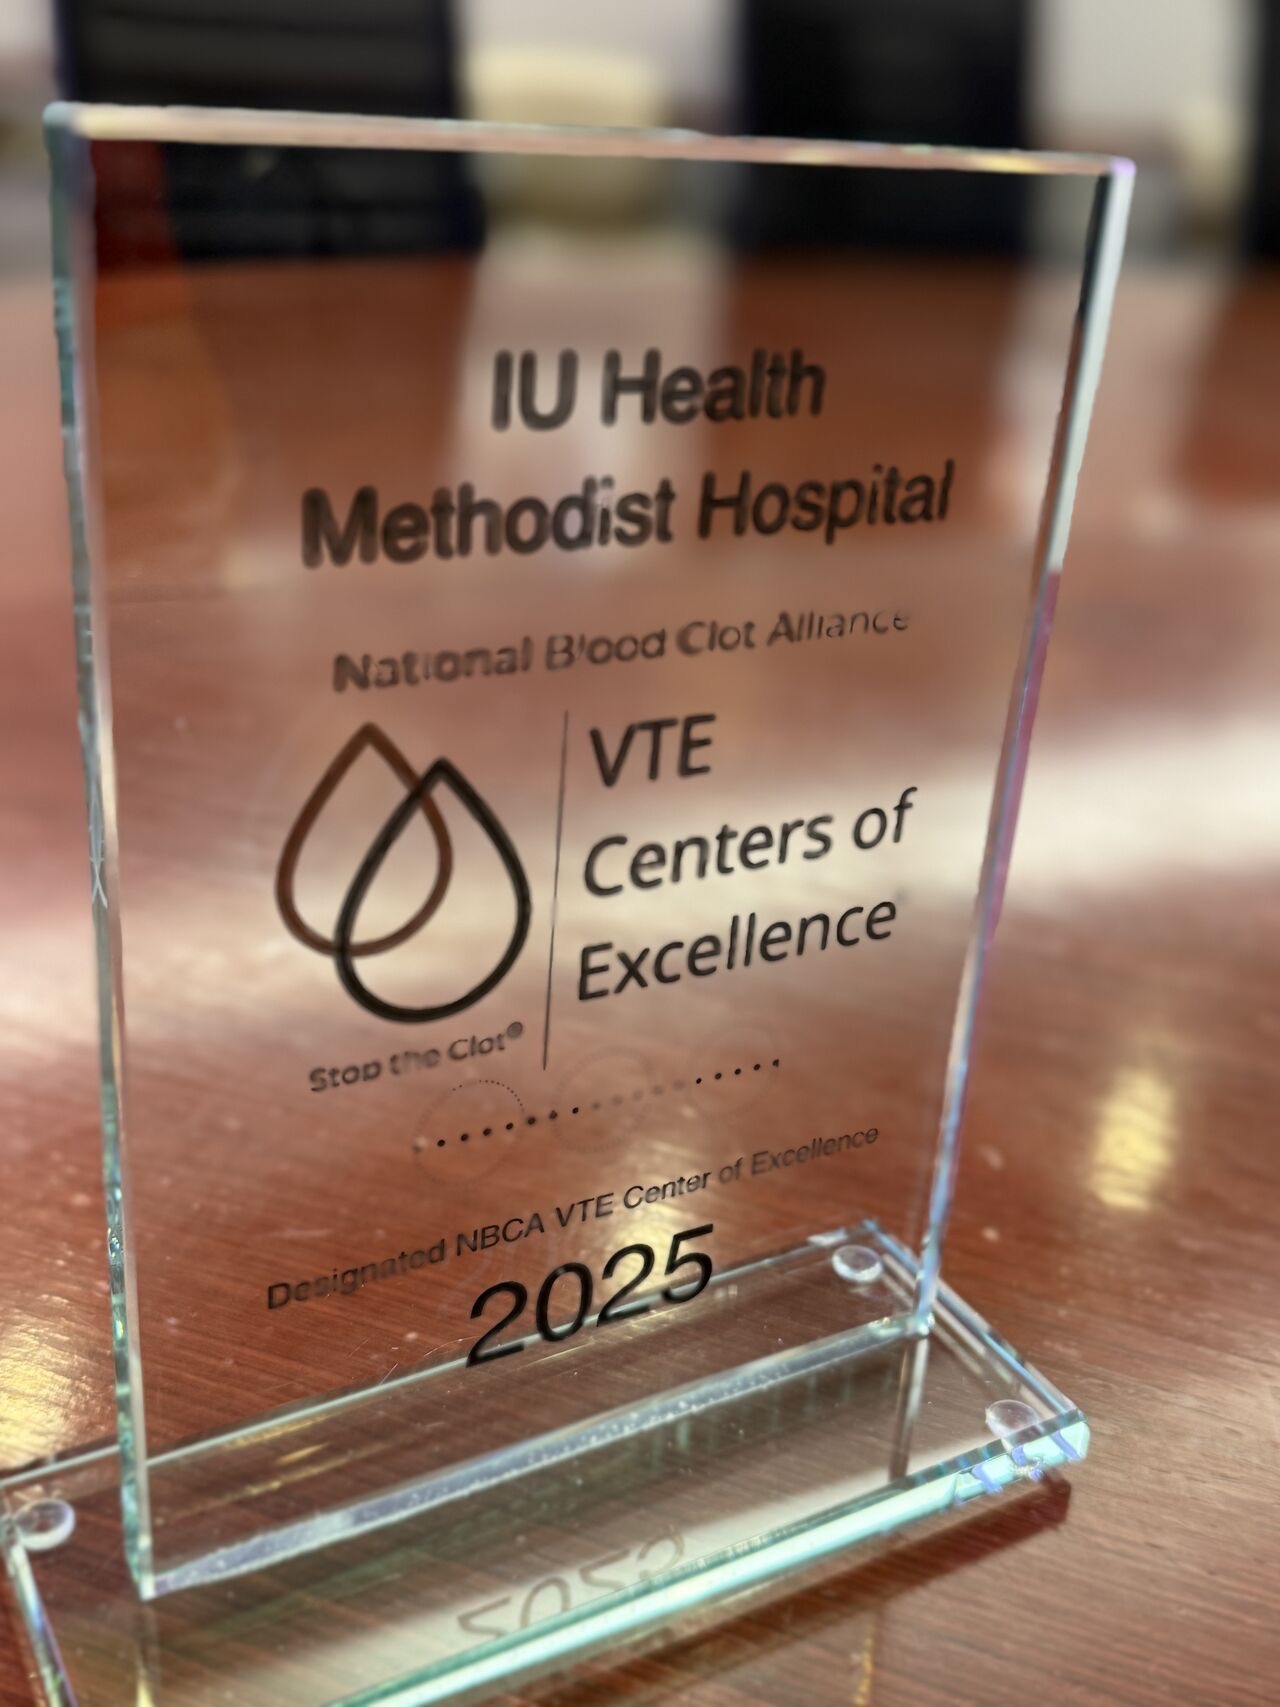 IU Health
Methodist Hospital
National Blood Clot Alliance
VTE
Centers of
Excellence
Stop the Clot®
Designated NBCA VTE Center of Excellence
2025